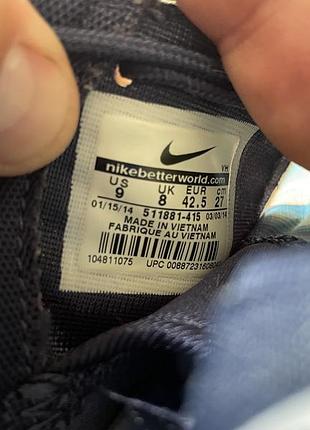 VH
nikebetterworld.com
US UK EUR cm
9 8 42.5 27
01/15/14 511881-415 03/03/14
MADE IN VIETNAM
FABRIQUE AU VIETNAM
104811075 UPC